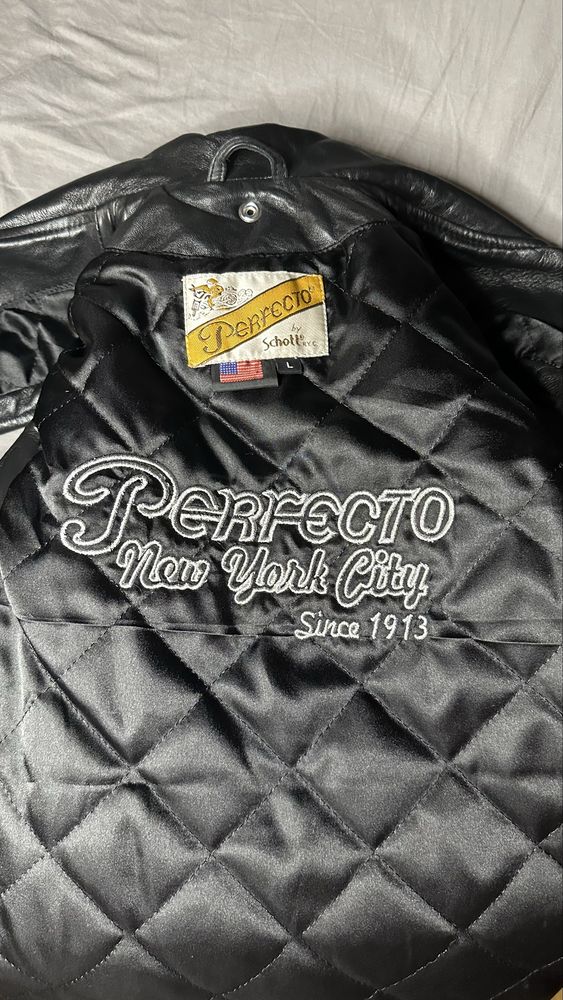 PERFECTO®
by
Schott
N.Y.C
L
PERFECTO
New York City
Since 1913